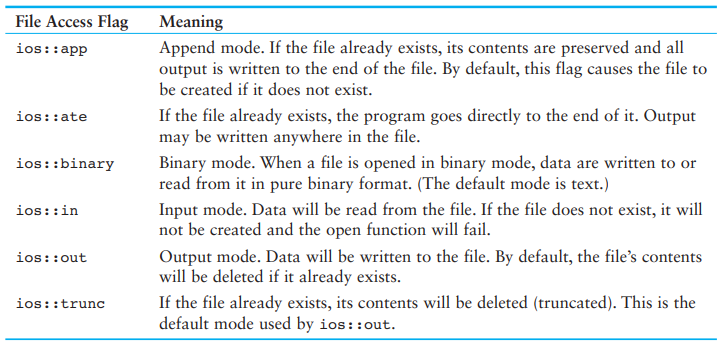 File Access Flag Meaning
ios::app Append mode. If the file already exists, its contents are preserved and all
output is written to the end of the file. By default, this flag causes the file to
be created if it does not exist.
ios::ate If the file already exists, the program goes directly to the end of it. Output
may be written anywhere in the file.
ios::binary Binary mode. When a file is opened in binary mode, data are written to or
read from it in pure binary format. (The default mode is text.)
ios::in Input mode. Data will be read from the file. If the file does not exist, it will
not be created and the open function will fail.
ios::out Output mode. Data will be written to the file. By default, the file’s contents
will be deleted if it already exists.
ios::trunc If the file already exists, its contents will be deleted (truncated). This is the
default mode used by ios::out.